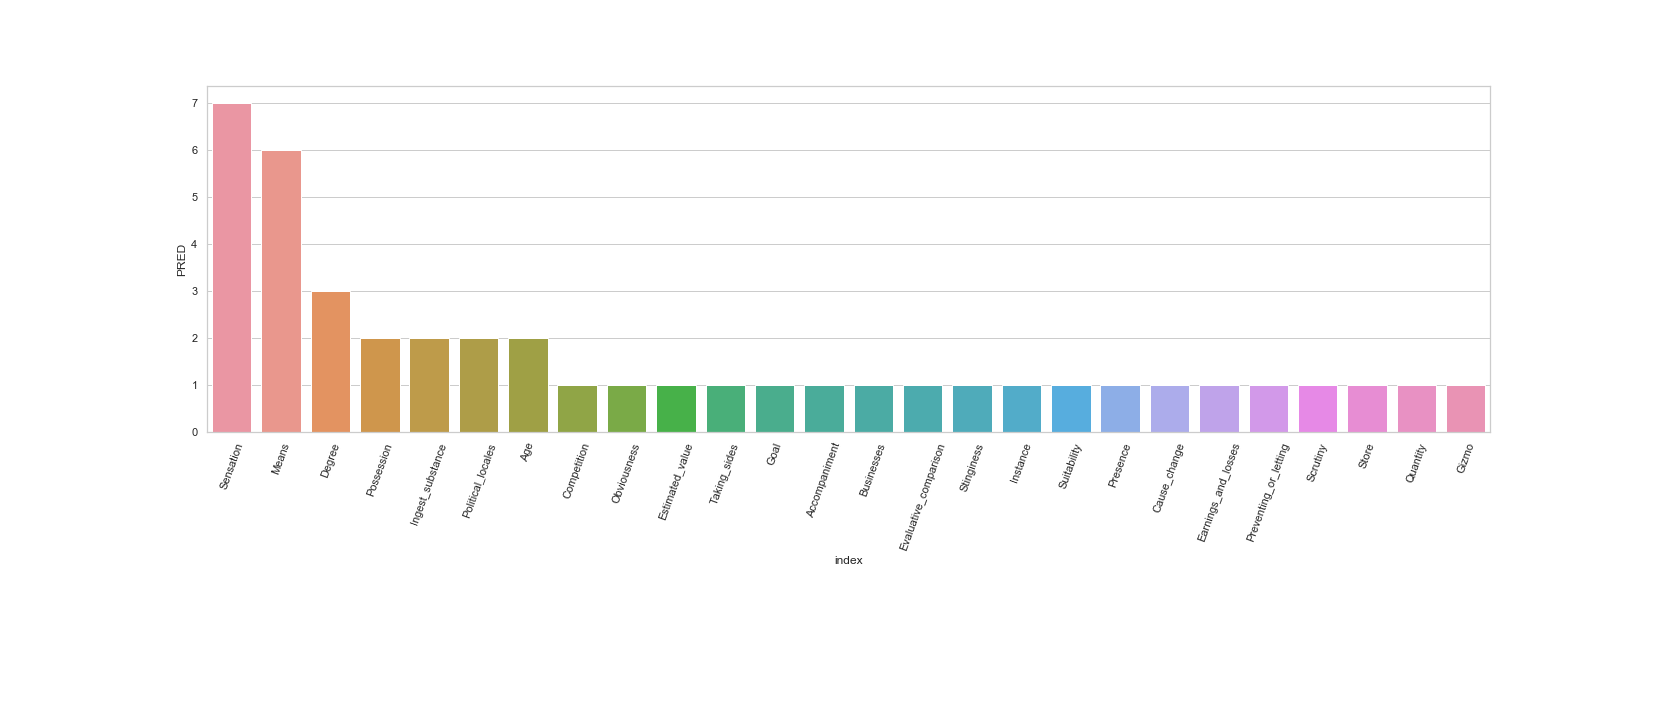 7
6
5
4
3
2
1
0
PRED
Sensation
Means
Degree
Possession
Ingest_substance
Political_locales
Age
Competition
Obviousness
Estimated_value
Taking_sides
Goal
Accompaniment
Businesses
Evaluative_comparison
Stinginess
Instance
Suitability
Presence
Cause_change
Earnings_and_losses
Preventing_or_letting
Scrutiny
Store
Quantity
Gizmo
index